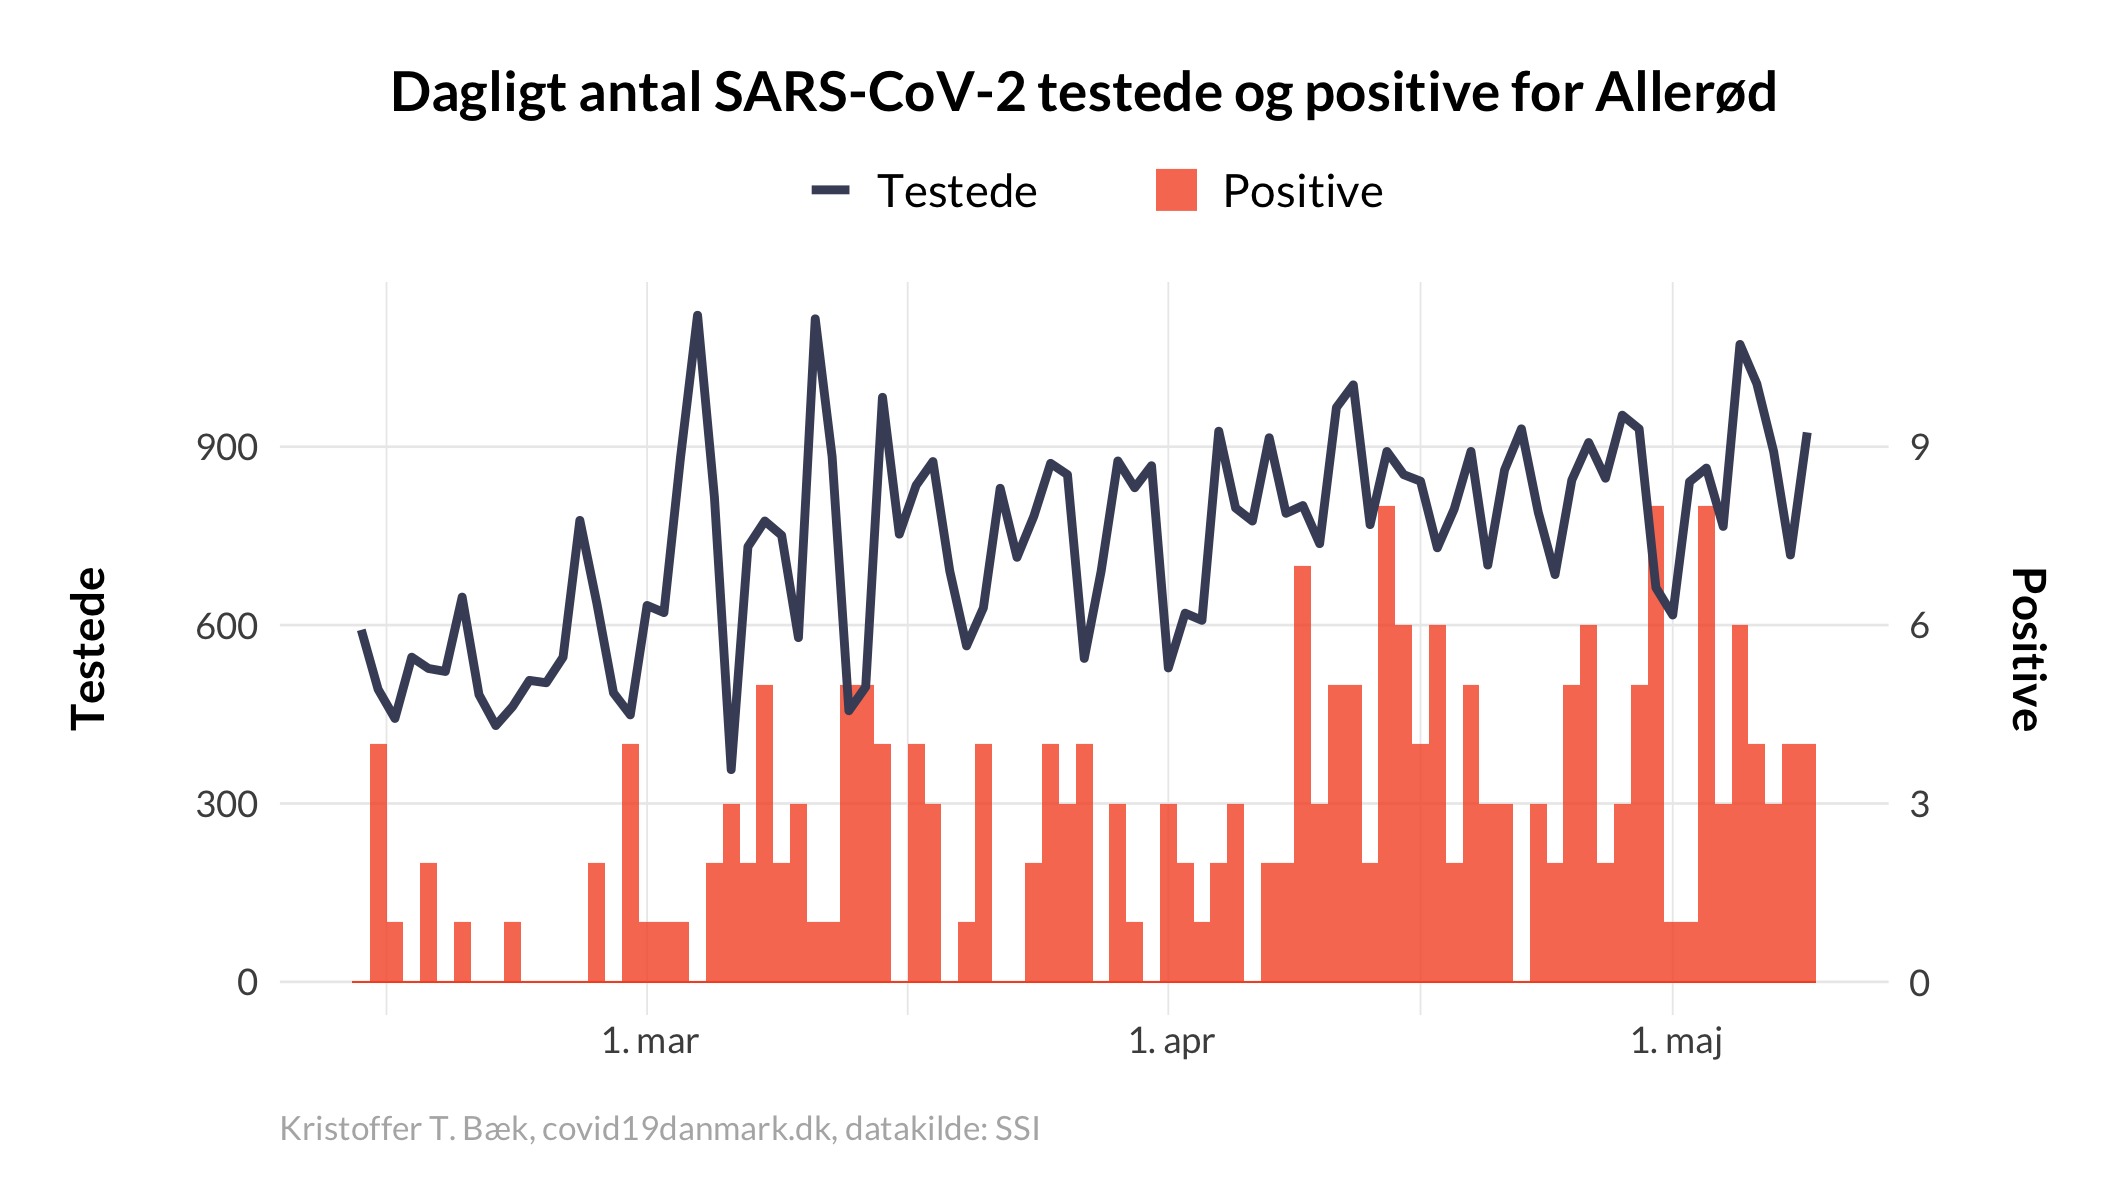 Dagligt antal SARS-CoV-2 testede og positive for Allerød
Testede
Positive
Testede
900
600
300
0
9
6
3
0
Positive
1. mar
1. apr
1. maj
Kristoffer T. Bæk, covid19danmark.dk, datakilde: SSI